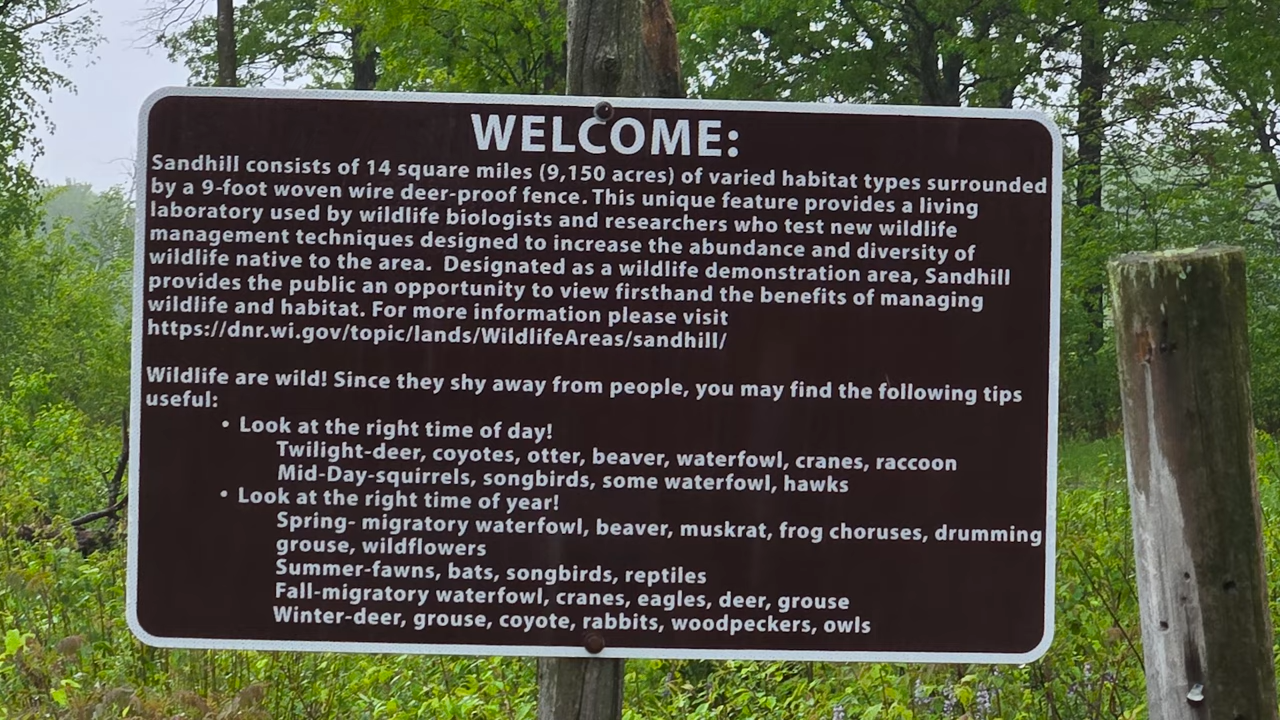 WELCOME:
Sandhill consists of 14 square miles (9,150 acres) of varied habitat types surrounded
by a 9-foot woven wire deer-proof fence. This unique feature provides a living
laboratory used by wildlife biologists and researchers who test new wildlife
management techniques designed to increase the abundance and diversity of
wildlife native to the area. Designated as a wildlife demonstration area, Sandhill
provides the public an opportunity to view firsthand the benefits of managing
wildlife and habitat. For more information please visit
https://dnr.wi.gov/topic/lands/WildlifeAreas/sandhill/
Wildlife are wild! Since they shy away from people, you may find the following tips
useful:
• Look at the right time of day!
Twilight-deer, coyotes, otter, beaver, waterfowl, cranes, raccoon
Mid-Day-squirrels, songbirds, some waterfowl, hawks
• Look at the right time of year!
Spring- migratory waterfowl, beaver, muskrat, frog choruses, drumming
grouse, wildflowers
Summer-fawns, bats, songbirds, reptiles
Fall-migratory waterfowl, cranes, eagles, deer, grouse
Winter-deer, grouse, coyote, rabbits, woodpeckers, owls